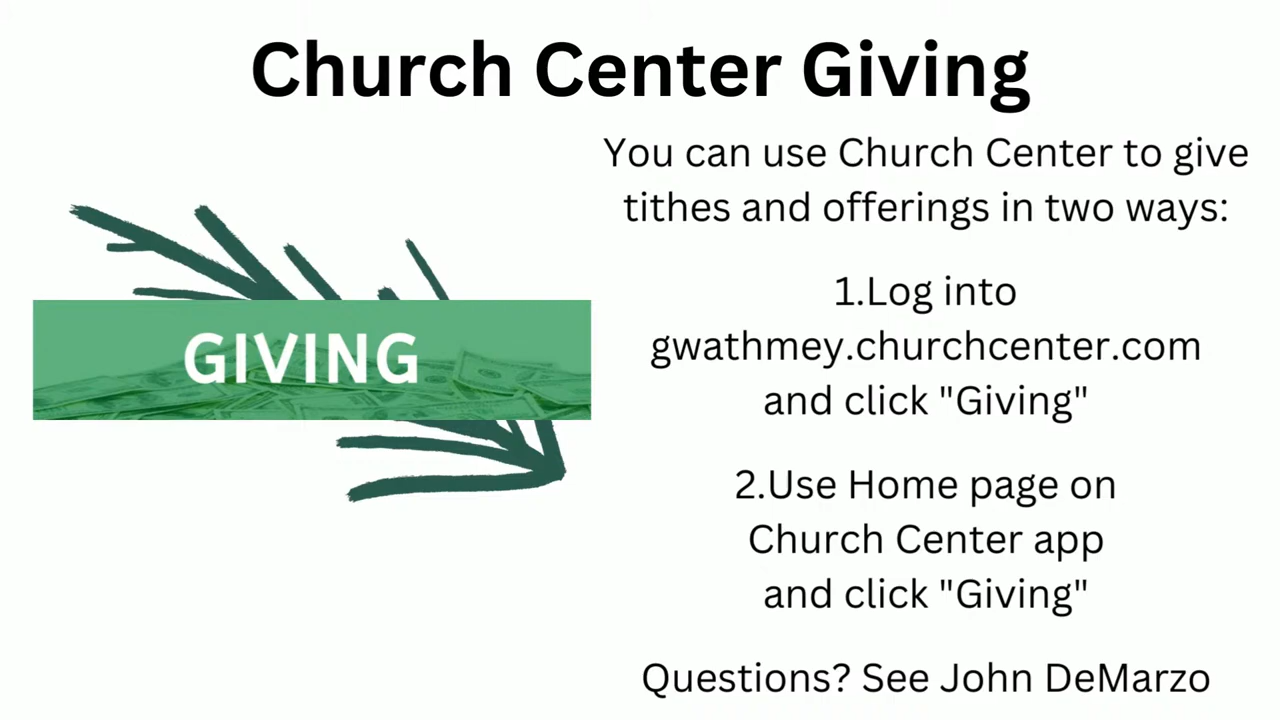 Church Center Giving
You can use Church Center to give
tithes and offerings in two ways:
1.Log into
gwathmey.churchcenter.com
and click "Giving"
2.Use Home page on
Church Center app
and click "Giving"
Questions? See John DeMarzo
GIVING